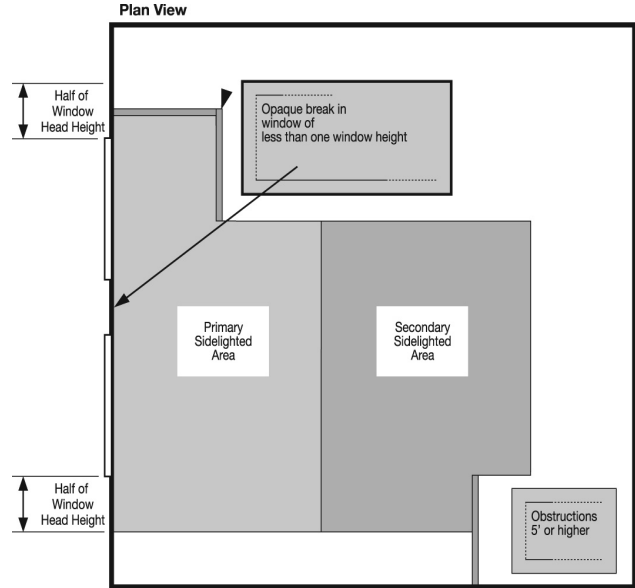 Plan View
Half of
Window
Head Height
Opaque break in
window of
less than one window height
Primary
Sidelighted
Area
Secondary
Sidelighted
Area
Half of
Window
Head Height
Obstructions
5' or higher